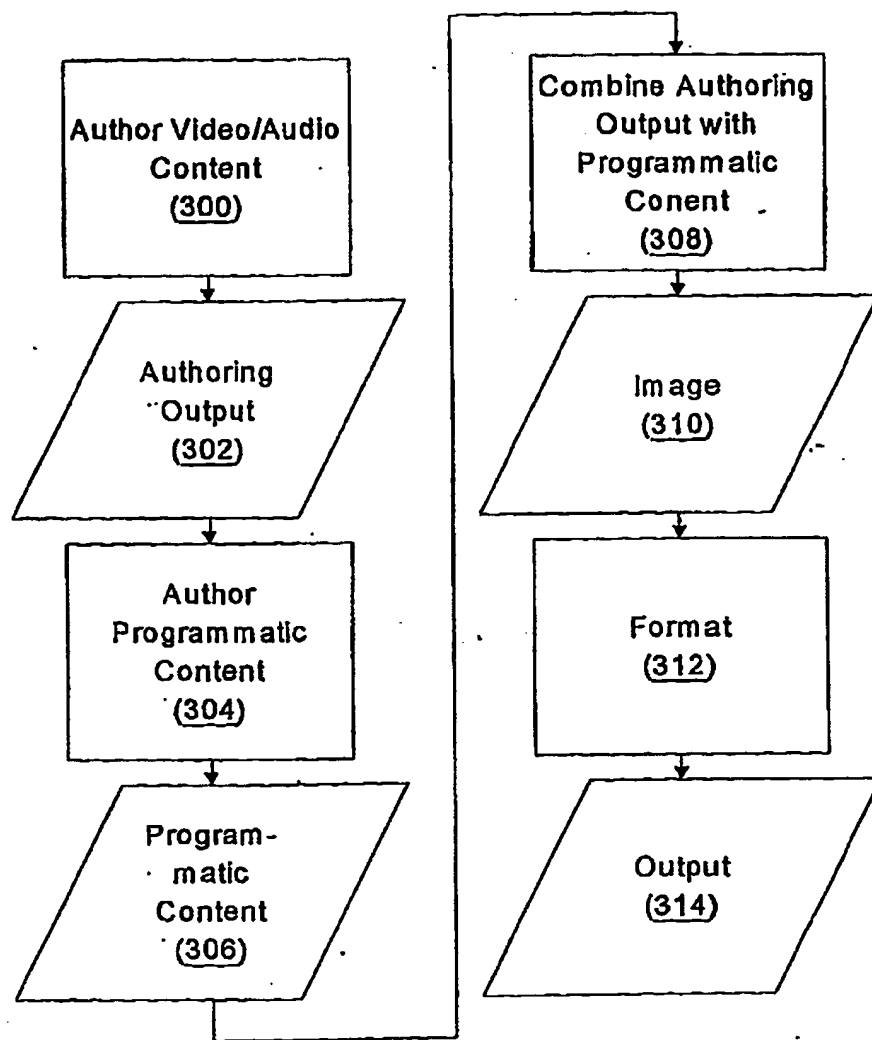 Author Video/Audio
Content
(300)
Authoring
Output
(302)
Author
Programmatic
Content
(304)
Program-
matic
Content
(306)
Combine Authoring
Output with
Programmatic
Conent
(308)
Image
(310)
Format
(312)
Output
(314)